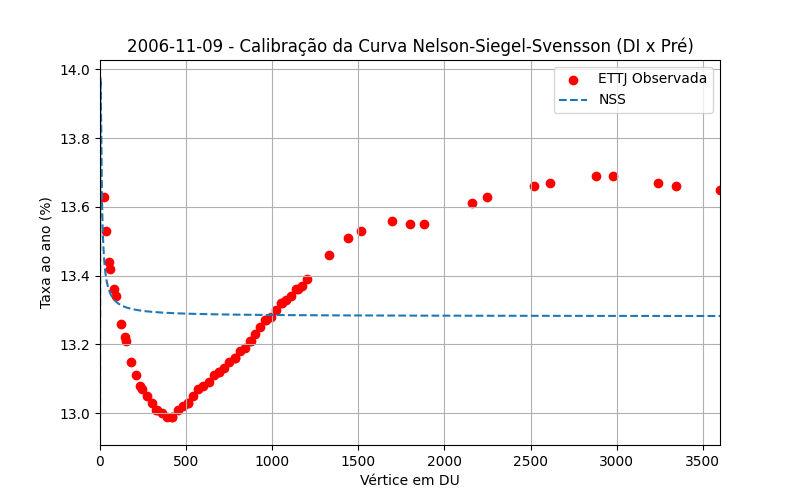 2006-11-09 - Calibração da Curva Nelson-Siegel-Svensson (DI x Pré)
ETTJ Observada
NSS
Taxa ao ano (%)
14.0
13.8
13.6
13.4
13.2
13.0
0 500 1000 1500 2000 2500 3000 3500
Vértice em DU